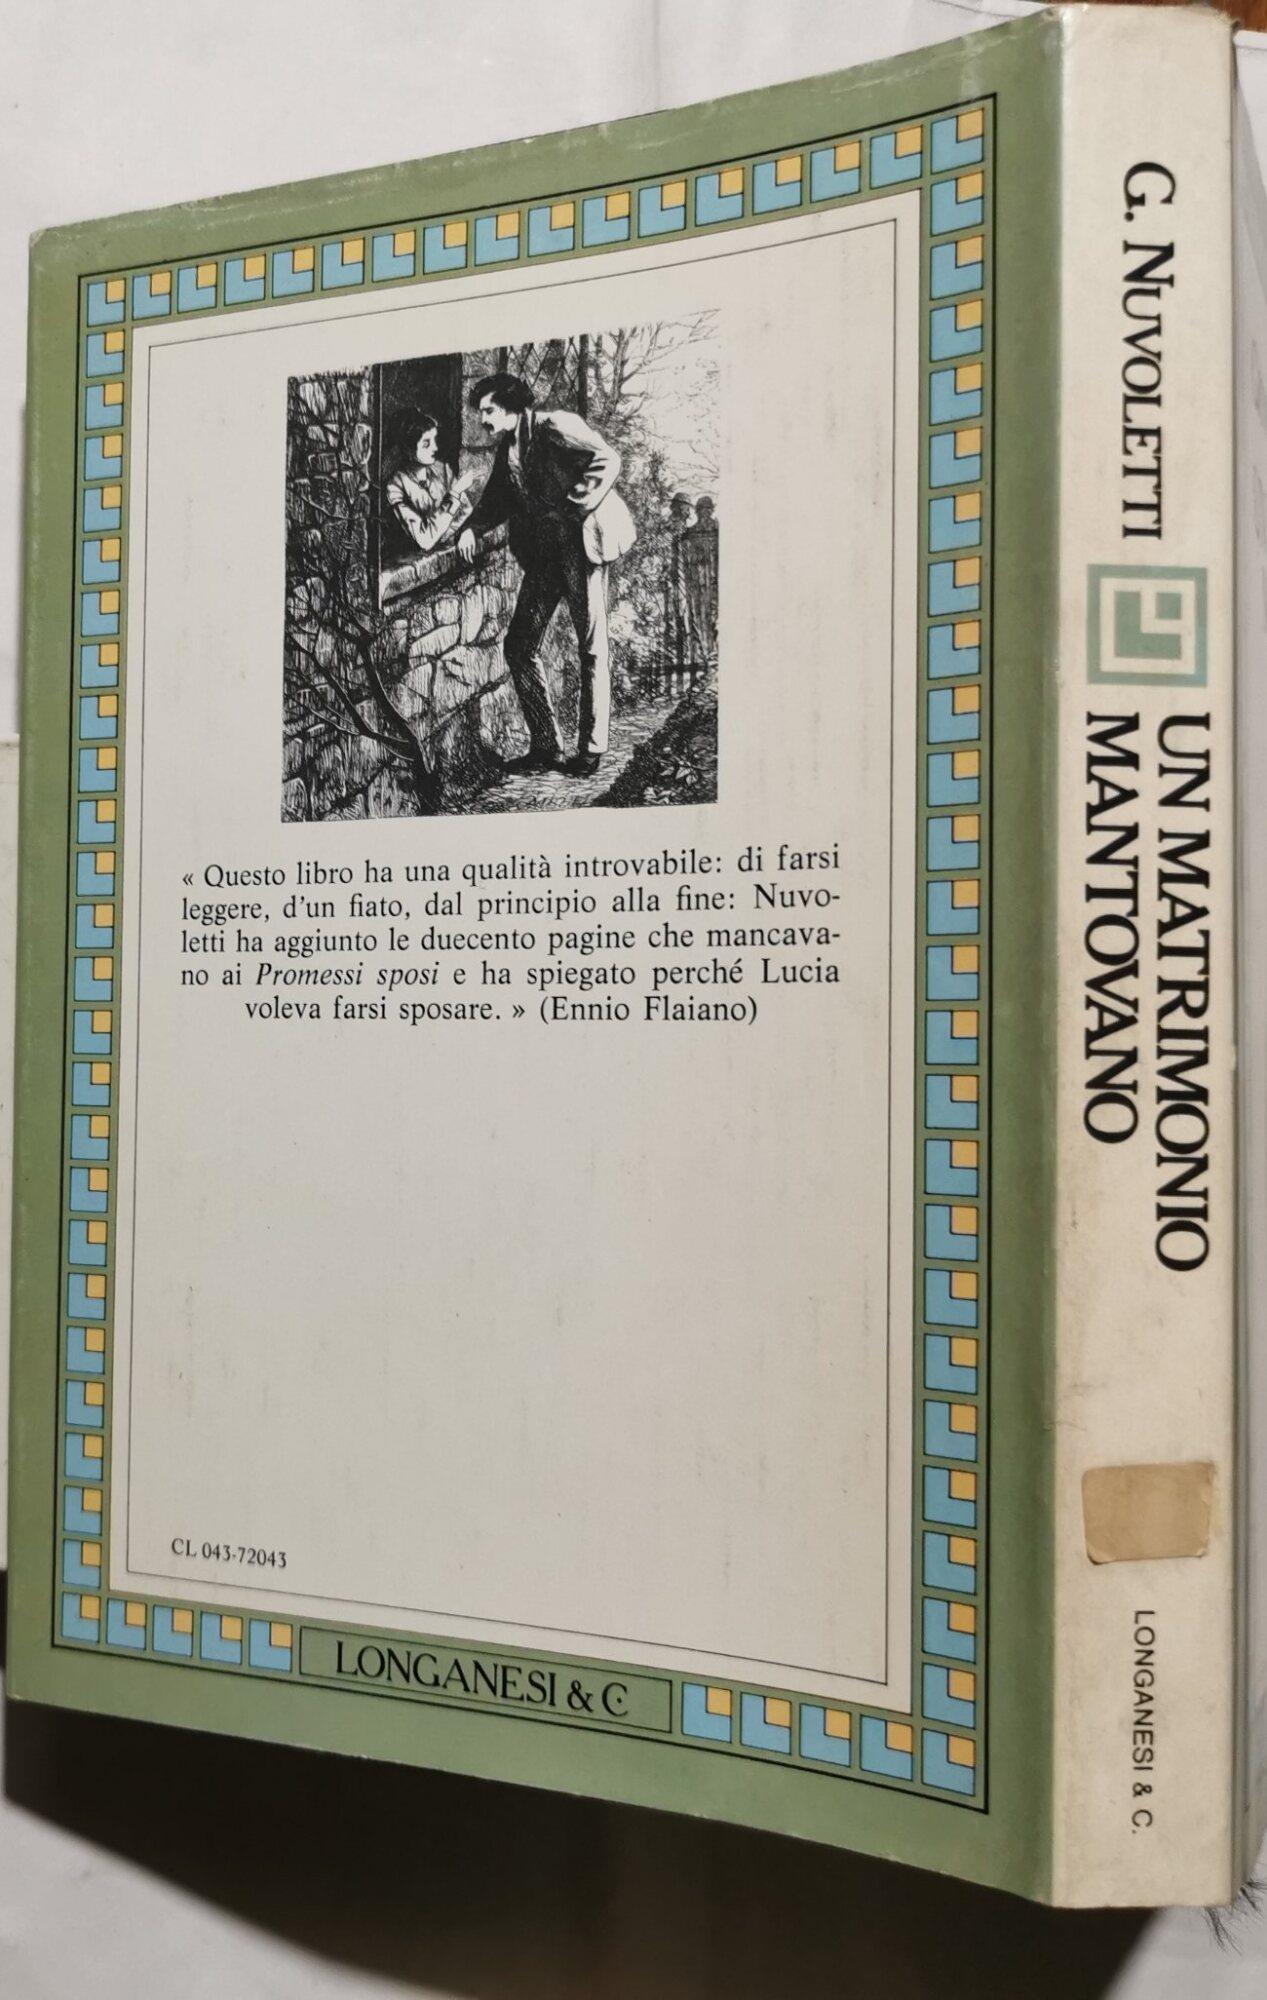 « Questo libro ha una qualità introvabile: di farsi
leggere, d'un fiato, dal principio alla fine: Nuvo-
letti ha aggiunto le duecento pagine che mancava-
no ai Promessi sposi e ha spiegato perché Lucia
voleva farsi sposare. » (Ennio Flaiano)
CL 043-72043
LONGANESI & C.
G. NUVOLETTI
UN MATRIMONIO
MANTOVANO
LONGANESI & C.